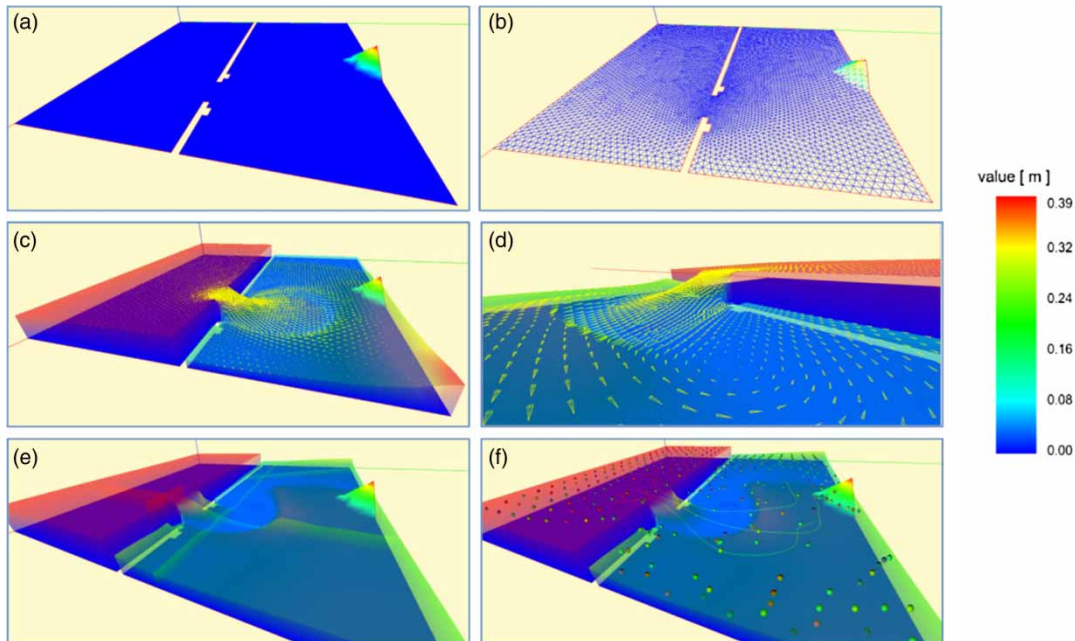 (a)
(b)
(c)
(d)
(e)
(f)
value [ m ]
0.39
0.32
0.24
0.16
0.08
0.00